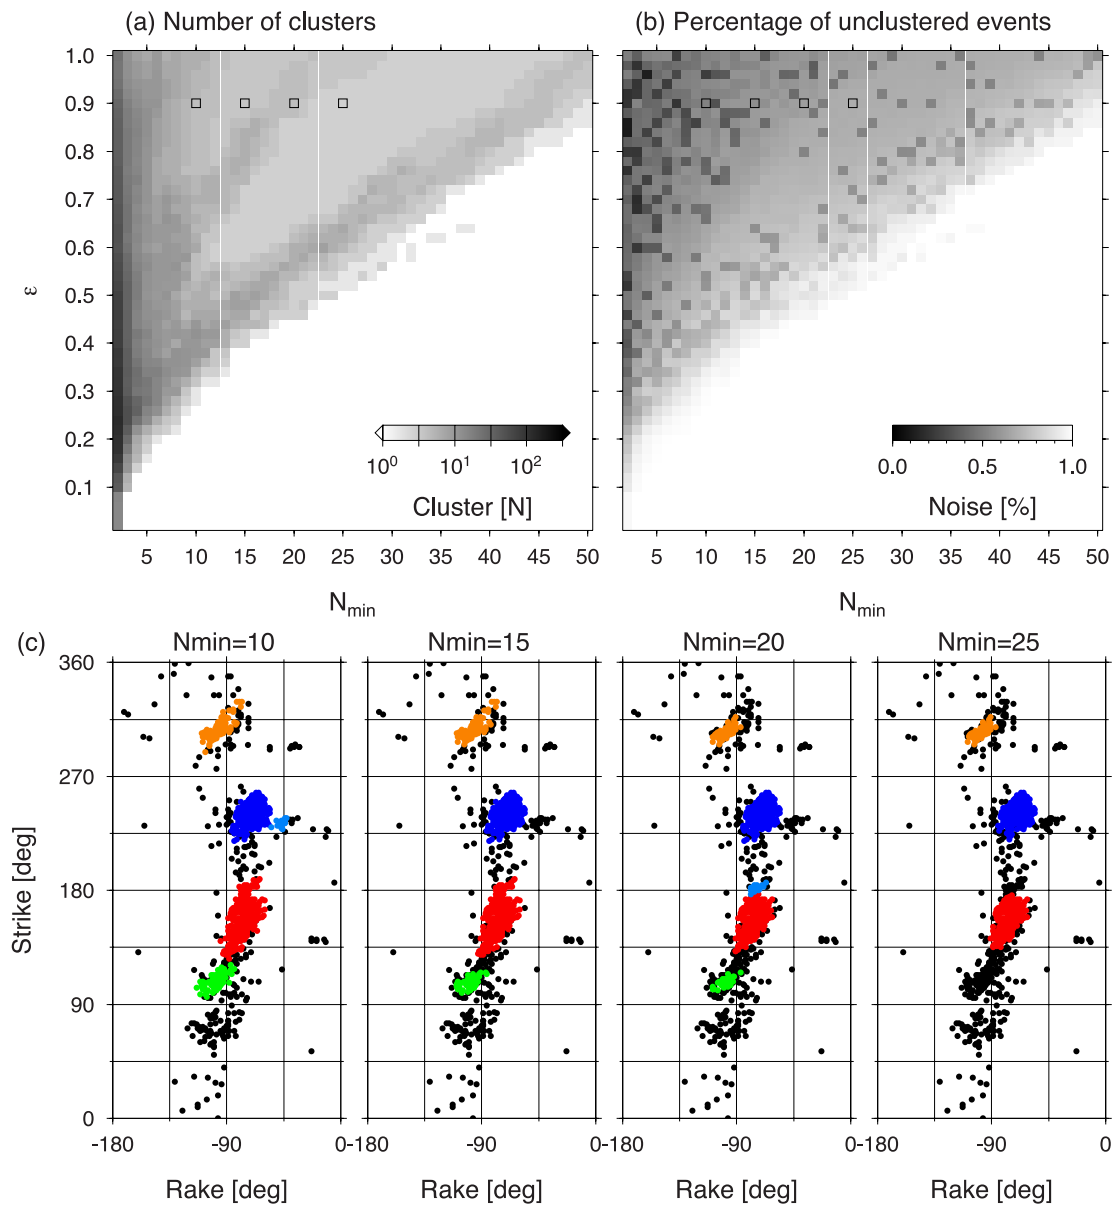 (a) Number of clusters
(b) Percentage of unclustered events
1.0
0.9
0.8
0.7
0.6
0.5
0.4
0.3
0.2
0.1
ε
10⁰ 10¹ 10²
Cluster [N]
0.0 0.5 1.0
Noise [%]
5 10 15 20 25 30 35 40 45 50
5 10 15 20 25 30 35 40 45 50
Nmin
Nmin
(c)
Nmin=10
Nmin=15
Nmin=20
Nmin=25
360
270
180
90
0
Strike [deg]
-180 -90 0
-180 -90 0
-180 -90 0
-180 -90 0
Rake [deg]
Rake [deg]
Rake [deg]
Rake [deg]